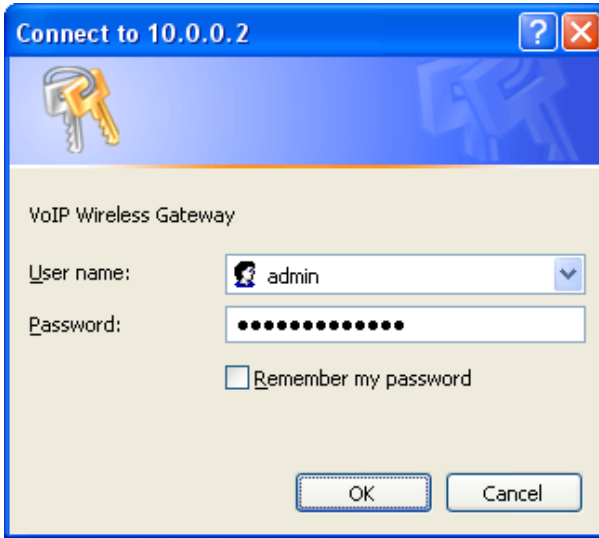 Connect to 10.0.0.2
?
VoIP Wireless Gateway
User name:
admin
Password:
•••••••••••••
Remember my password
OK
Cancel